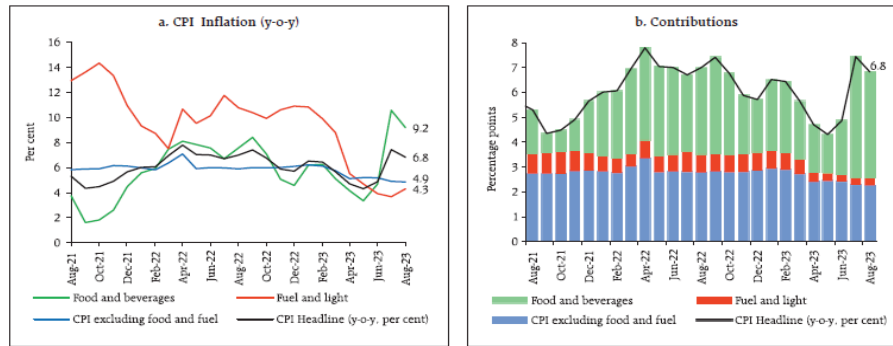 a. CPI Inflation (y-o-y)
Per cent
16
14
12
10
8
6
4
2
0
9.2
6.8
4.9
4.3
Aug-21
Oct-21
Dec-21
Feb-22
Apr-22
Jun-22
Aug-22
Oct-22
Dec-22
Feb-23
Apr-23
Jun-23
Aug-23
Food and beverages
Fuel and light
CPI excluding food and fuel
CPI Headline (y-o-y, per cent)
b. Contributions
Percentage points
8
7
6
5
4
3
2
1
0
6.8
Aug-21
Oct-21
Dec-21
Feb-22
Apr-22
Jun-22
Aug-22
Oct-22
Dec-22
Feb-23
Apr-23
Jun-23
Aug-23
Food and beverages
Fuel and light
CPI excluding food and fuel
CPI Headline (y-o-y, per cent)